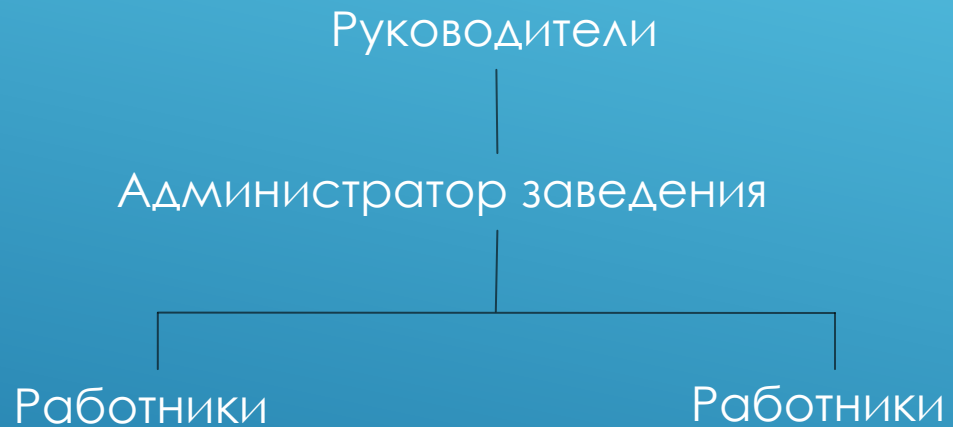 Руководители
Администратор заведения
Работники
Работники